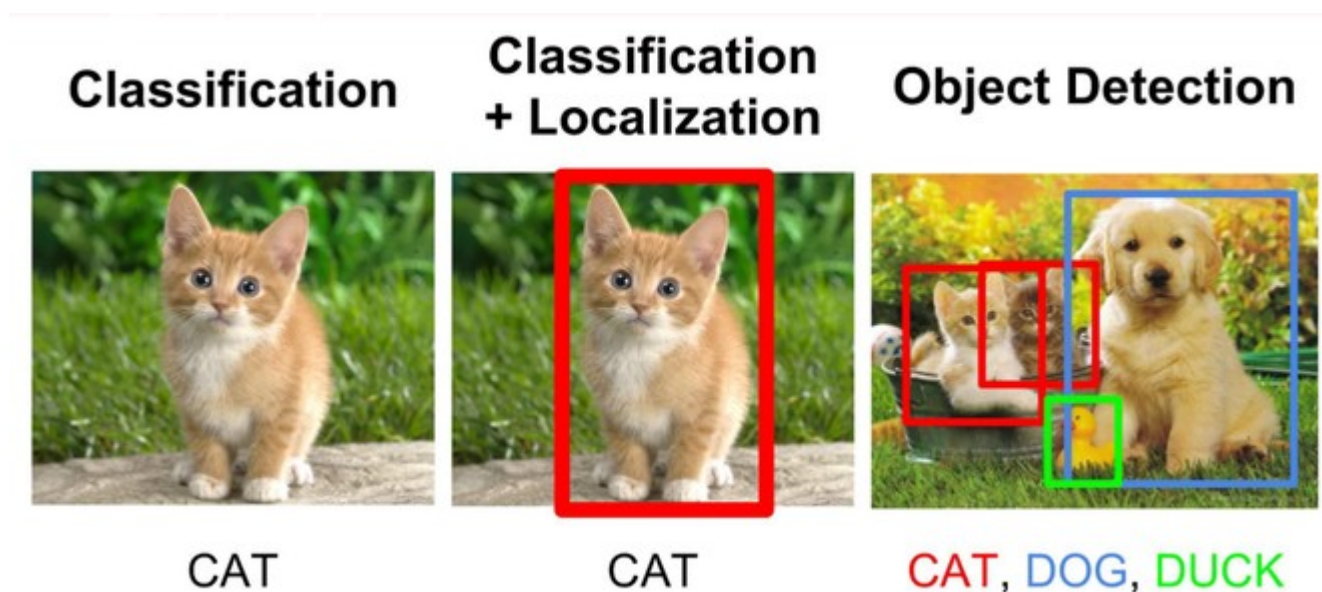 Classification
Classification
+ Localization
Object Detection
CAT
CAT
CAT, DOG, DUCK